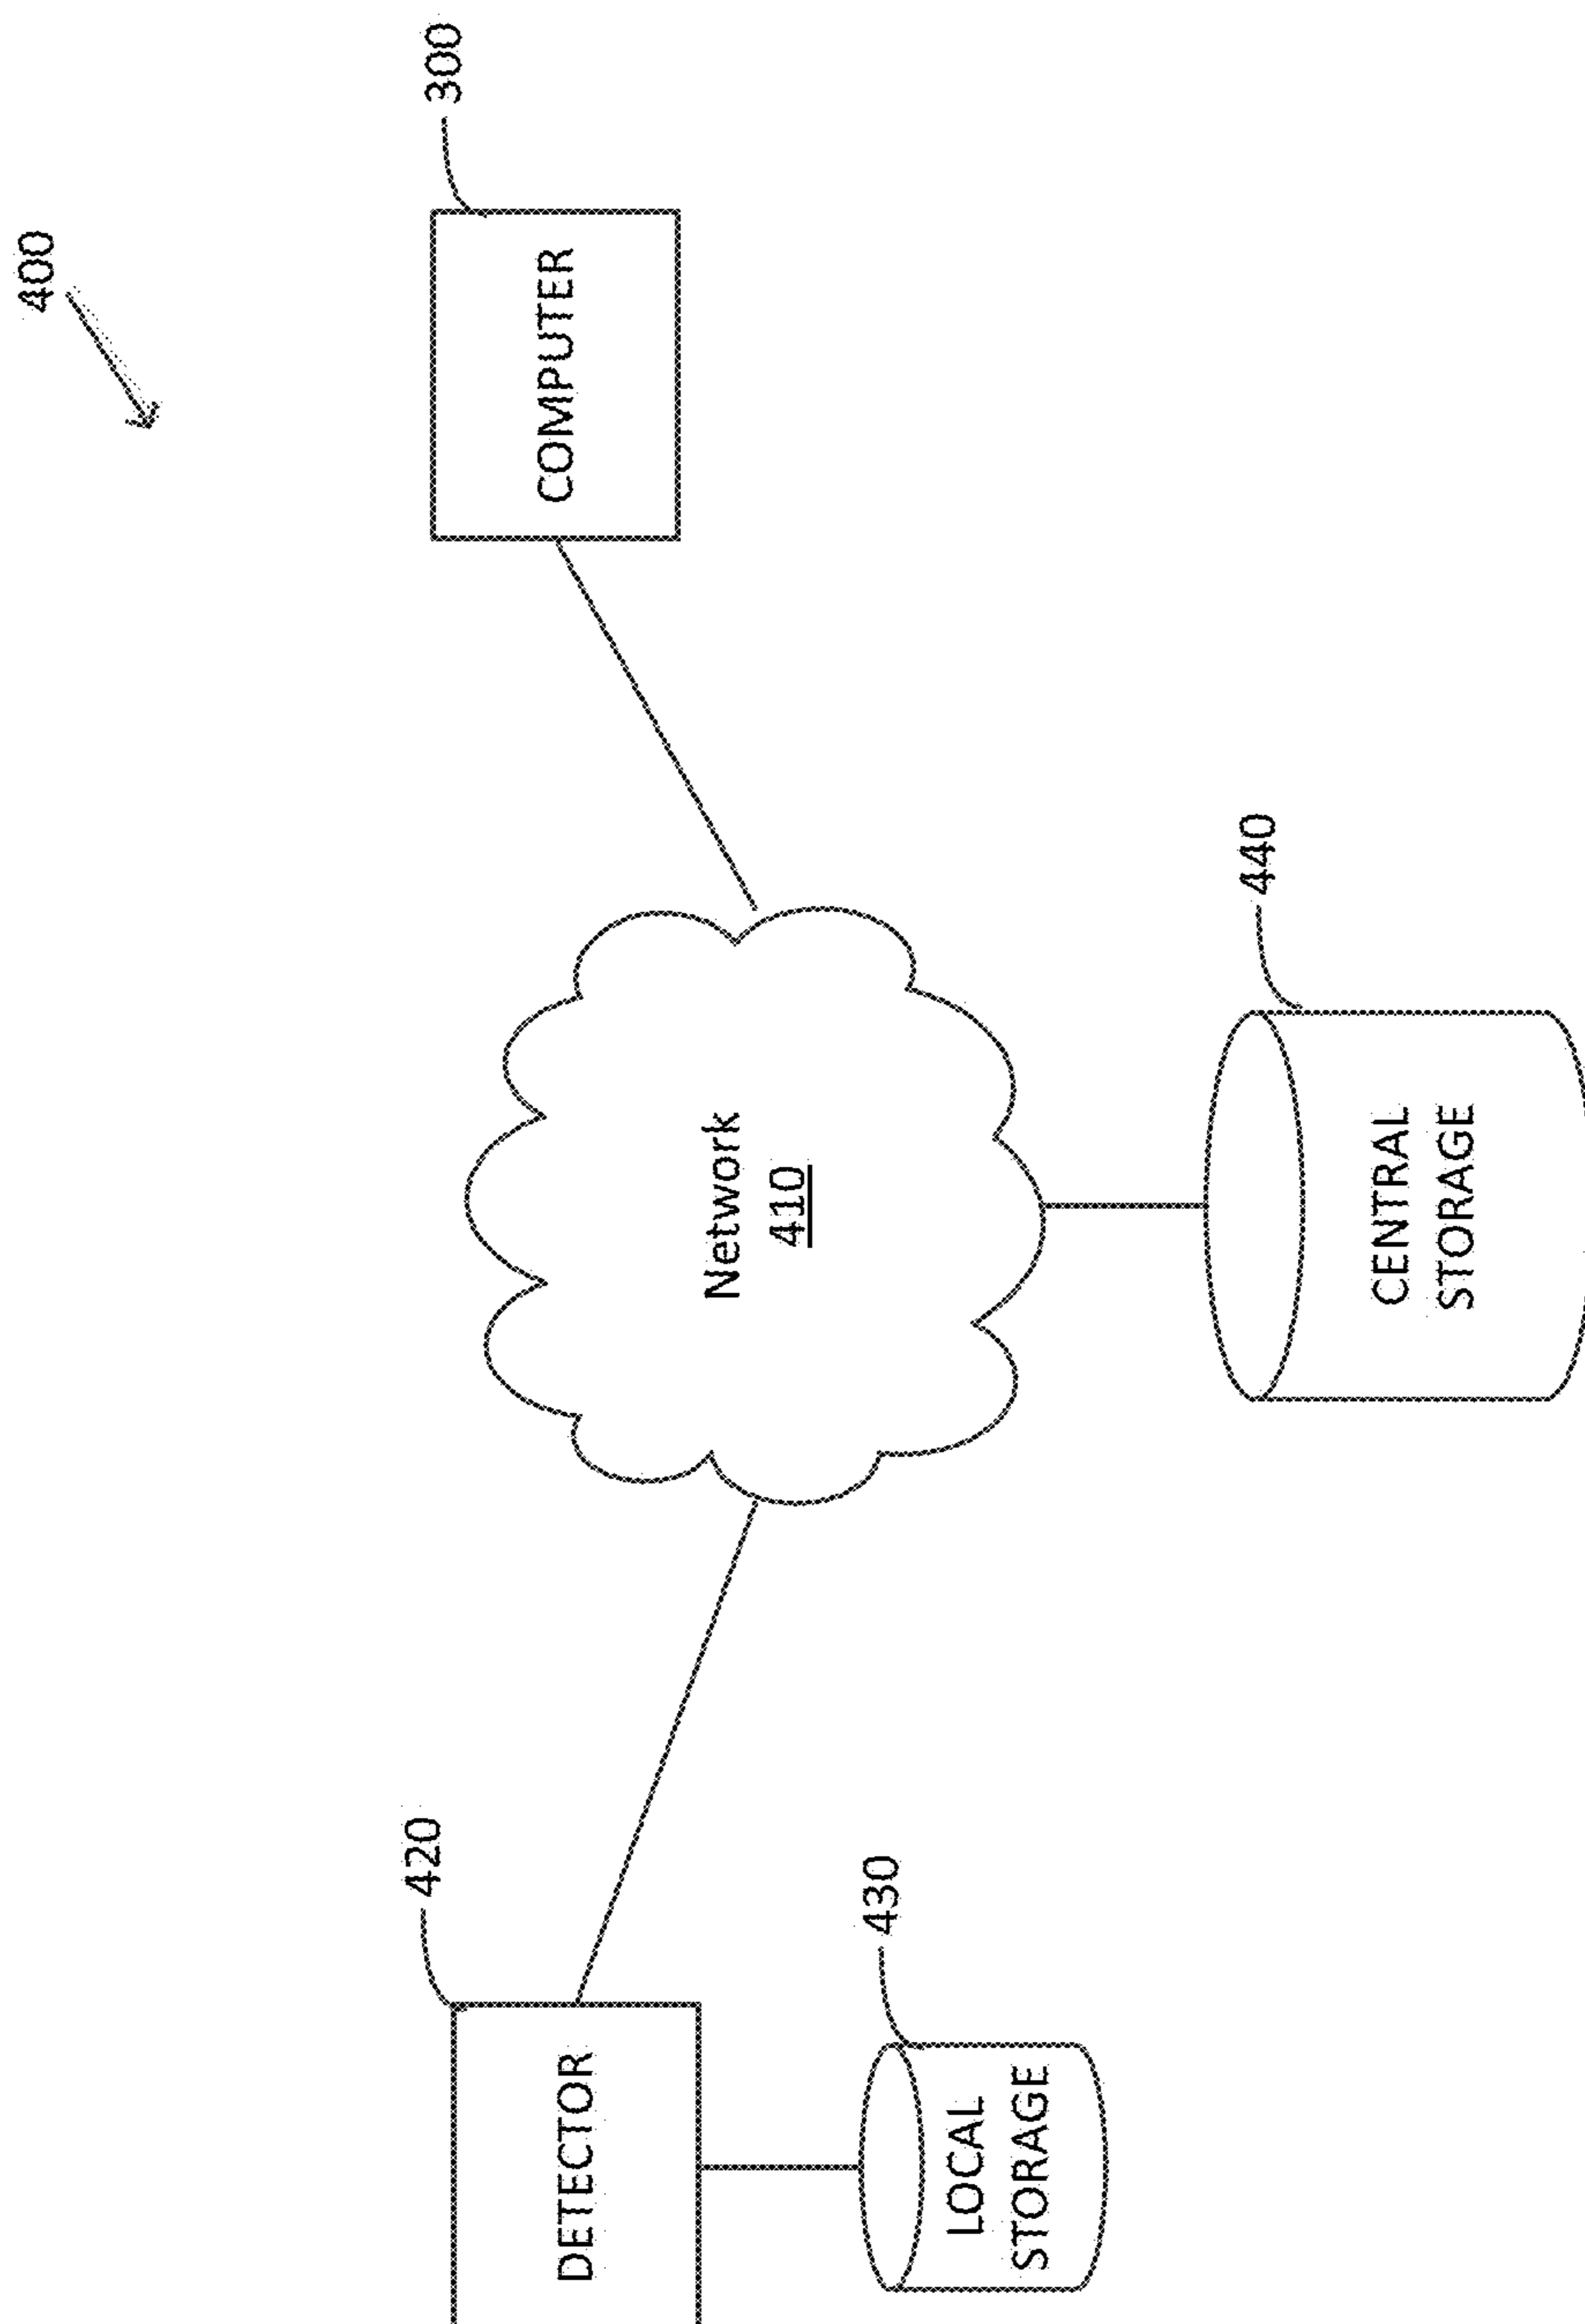 400
300
COMPUTER
420
DETECTOR
Network
410
430
LOCAL
STORAGE
440
CENTRAL
STORAGE